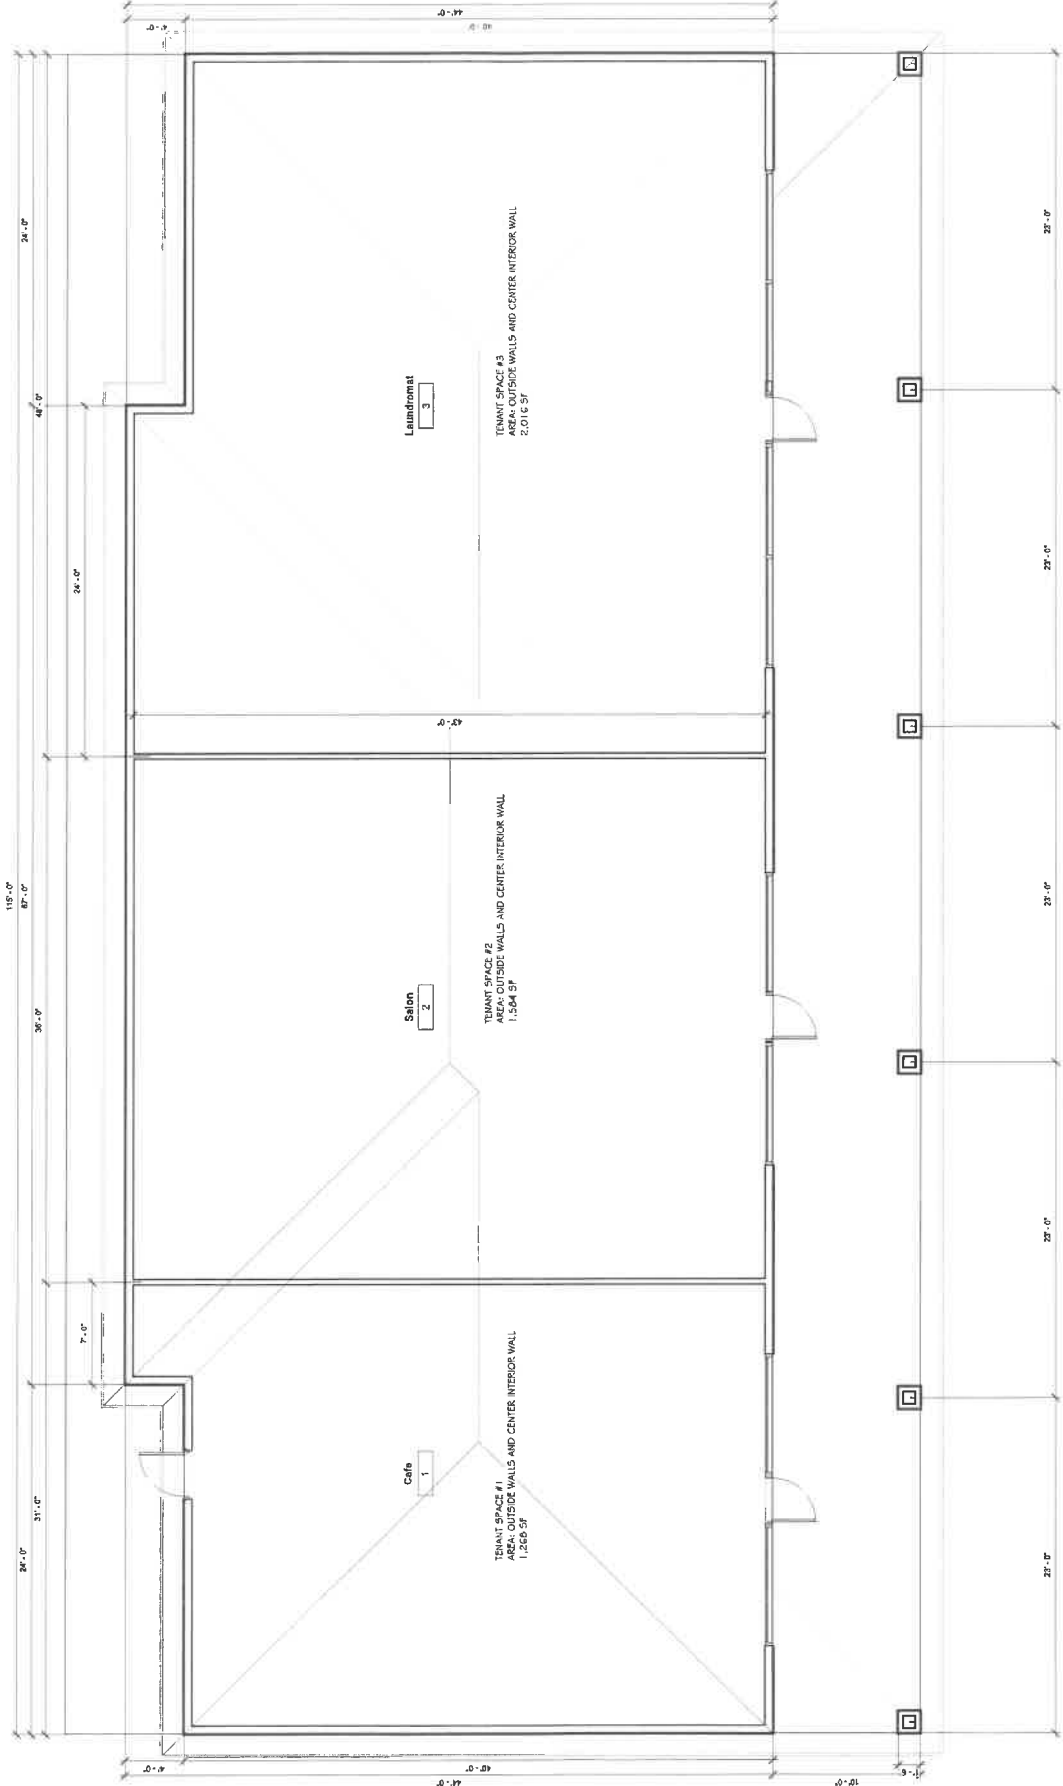 115'-0"
24'-0"
67'-0"
24'-0"
31'-0"
36'-0"
48'-0"
7'-0"
24'-0"
4'-0"
40'-0"
44'-0"
4'-0"
40'-0"
44'-0"
10'-0"
43'-0"
Cafe
1
TENANT SPACE #1
AREA: OUTSIDE WALLS AND CENTER INTERIOR WALL
1,268 SF
Salon
2
TENANT SPACE #2
AREA: OUTSIDE WALLS AND CENTER INTERIOR WALL
1,584 SF
Laundromat
3
TENANT SPACE #3
AREA: OUTSIDE WALLS AND CENTER INTERIOR WALL
2,016 SF
23'-0"
23'-0"
23'-0"
23'-0"
23'-0"